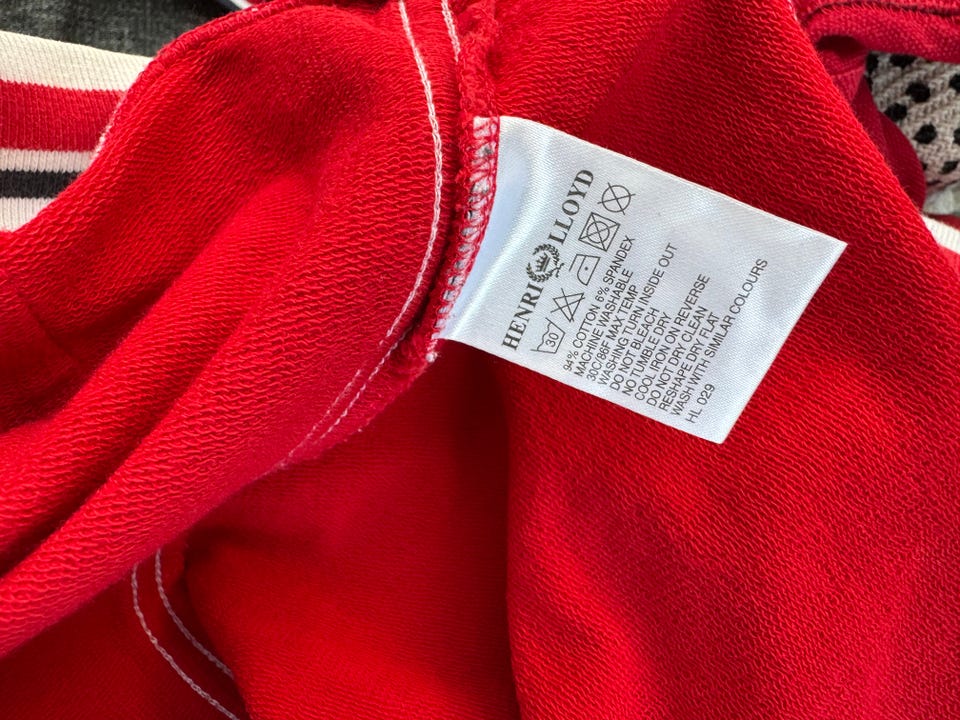 HENRI LLOYD
30
94% COTTON 6% SPANDEX
MACHINE WASHABLE
30C/86F MAX TEMP
WASHING TURN INSIDE OUT
DO NOT BLEACH
NO TUMBLE DRY
COOL IRON ON REVERSE
DO NOT DRY CLEAN
RESHAPE DRY FLAT
WASH WITH SIMILAR COLOURS
HL 029